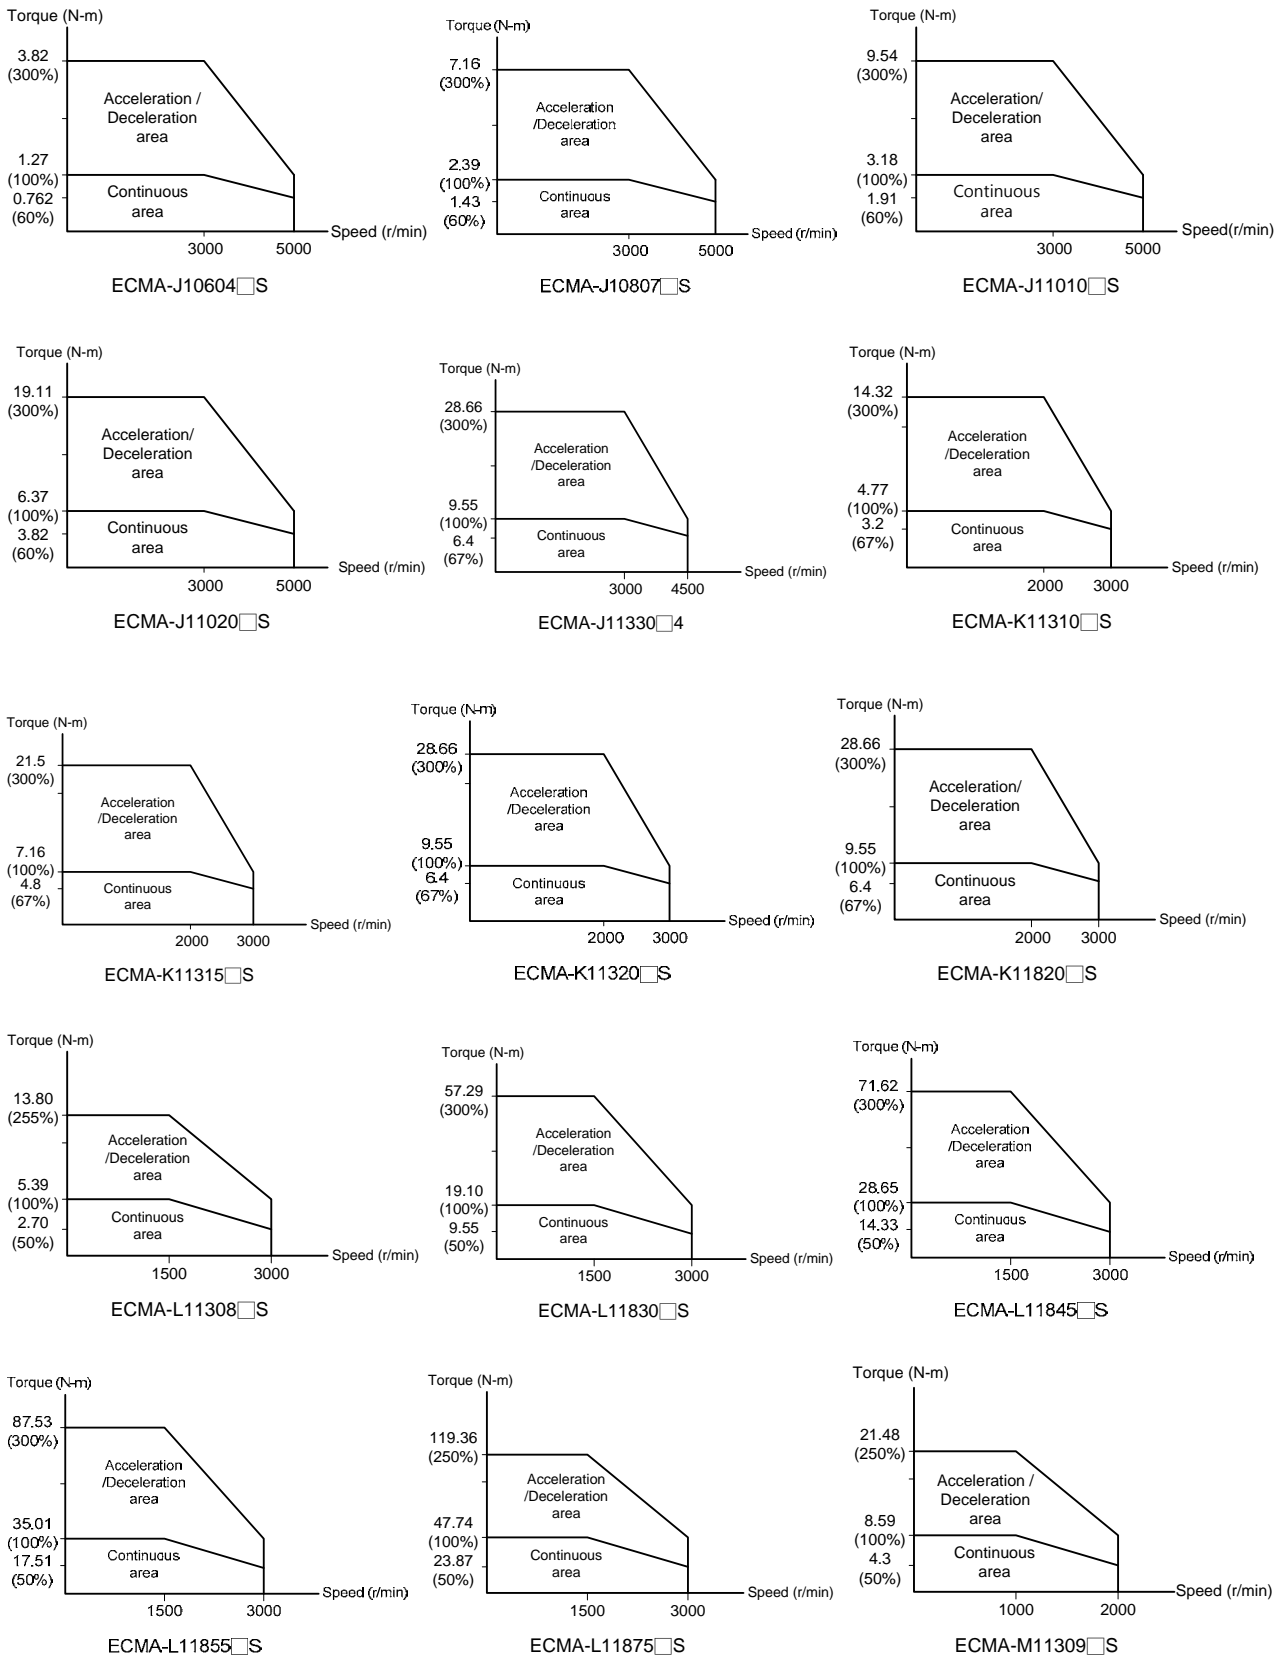 Torque (N-m)
3.82
(300%)
Acceleration /
Deceleration
area
1.27
(100%)
Continuous
0.762
area
(60%)
Speed (r/min)
3000
5000
ECMA-J10604□S
Torque (N-m)
7.16
(300%)
Acceleration
/Deceleration
area
2.39
(100%)
Continuous
1.43
area
(60%)
Speed (r/min)
3000
5000
ECMA-J10807□S
Torque (N-m)
9.54
(300%)
Acceleration/
Deceleration
area
3.18
(100%)
Continuous
1.91
area
(60%)
Speed(r/min)
3000
5000
ECMA-J11010□S
Torque (N-m)
19.11
(300%)
Acceleration/
Deceleration
area
6.37
(100%)
Continuous
3.82
area
(60%)
Speed (r/min)
3000
5000
ECMA-J11020□S
Torque (N-m)
28.66
(300%)
Acceleration
/Deceleration
area
9.55
(100%)
Continuous
6.4
area
(67%)
Speed (r/min)
3000
4500
ECMA-J11330□4
Torque (N-m)
14.32
(300%)
Acceleration
/Deceleration
area
4.77
(100%)
Continuous
3.2
area
(67%)
Speed (r/min)
2000
3000
ECMA-K11310□S
Torque (N-m)
21.5
(300%)
Acceleration
/Deceleration
area
7.16
(100%)
Continuous
4.8
area
(67%)
Speed (r/min)
2000
3000
ECMA-K11315□S
Torque (N-m)
28.66
(300%)
Acceleration
/Deceleration
area
9.55
(100%)
Continuous
6.4
area
(67%)
Speed (r/min)
2000
3000
ECMA-K11320□S
Torque (N-m)
28.66
(300%)
Acceleration/
Deceleration
area
9.55
(100%)
Continuous
6.4
area
(67%)
Speed (r/min)
2000
3000
ECMA-K11820□S
Torque (N-m)
13.80
(255%)
Acceleration
/Deceleration
area
5.39
(100%)
Continuous
2.70
area
(50%)
Speed (r/min)
1500
3000
ECMA-L11308□S
Torque (N-m)
57.29
(300%)
Acceleration
/Deceleration
area
19.10
(100%)
Continuous
9.55
area
(50%)
Speed (r/min)
1500
3000
ECMA-L11830□S
Torque (N-m)
71.62
(300%)
Acceleration
/Deceleration
area
28.65
(100%)
Continuous
14.33
area
(50%)
Speed (r/min)
1500
3000
ECMA-L11845□S
Torque (N-m)
87.53
(300%)
Acceleration
/Deceleration
area
35.01
(100%)
Continuous
17.51
area
(50%)
Speed (r/min)
1500
3000
ECMA-L11855□S
Torque (N-m)
119.36
(250%)
Acceleration
/Deceleration
area
47.74
(100%)
Continuous
23.87
area
(50%)
Speed (r/min)
1500
3000
ECMA-L11875□S
Torque (N-m)
21.48
(250%)
Acceleration /
Deceleration
area
8.59
(100%)
Continuous
4.3
area
(50%)
Speed (r/min)
1000
2000
ECMA-M11309□S